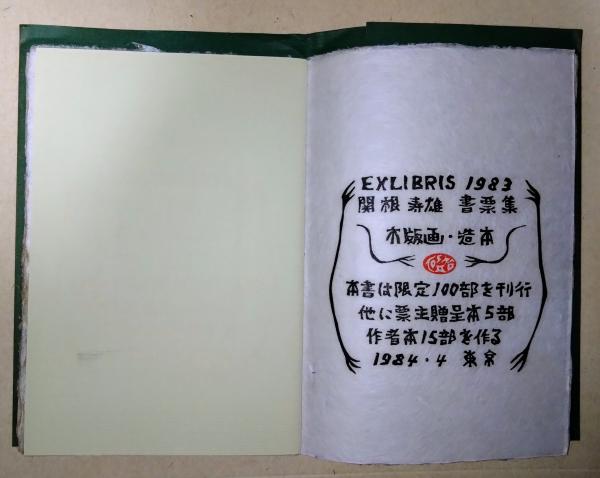 EXLIBRIS 1983
関根寿雄 書票集
木版画・造本
本書は限定100部を刊行
他に票主贈呈本5部
作者本15部を作る
1984・4 東京